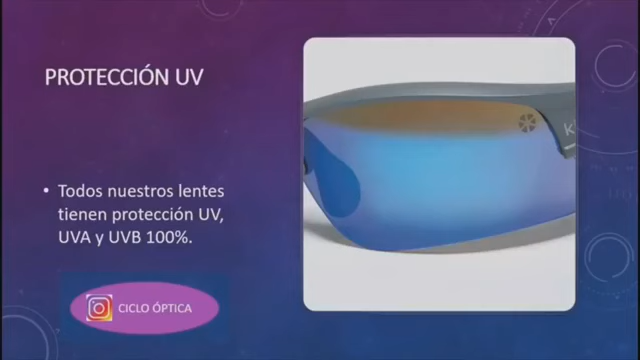 PROTECCIÓN UV
• Todos nuestros lentes
tienen protección UV,
UVA y UVB 100%.
CICLO ÓPTICA